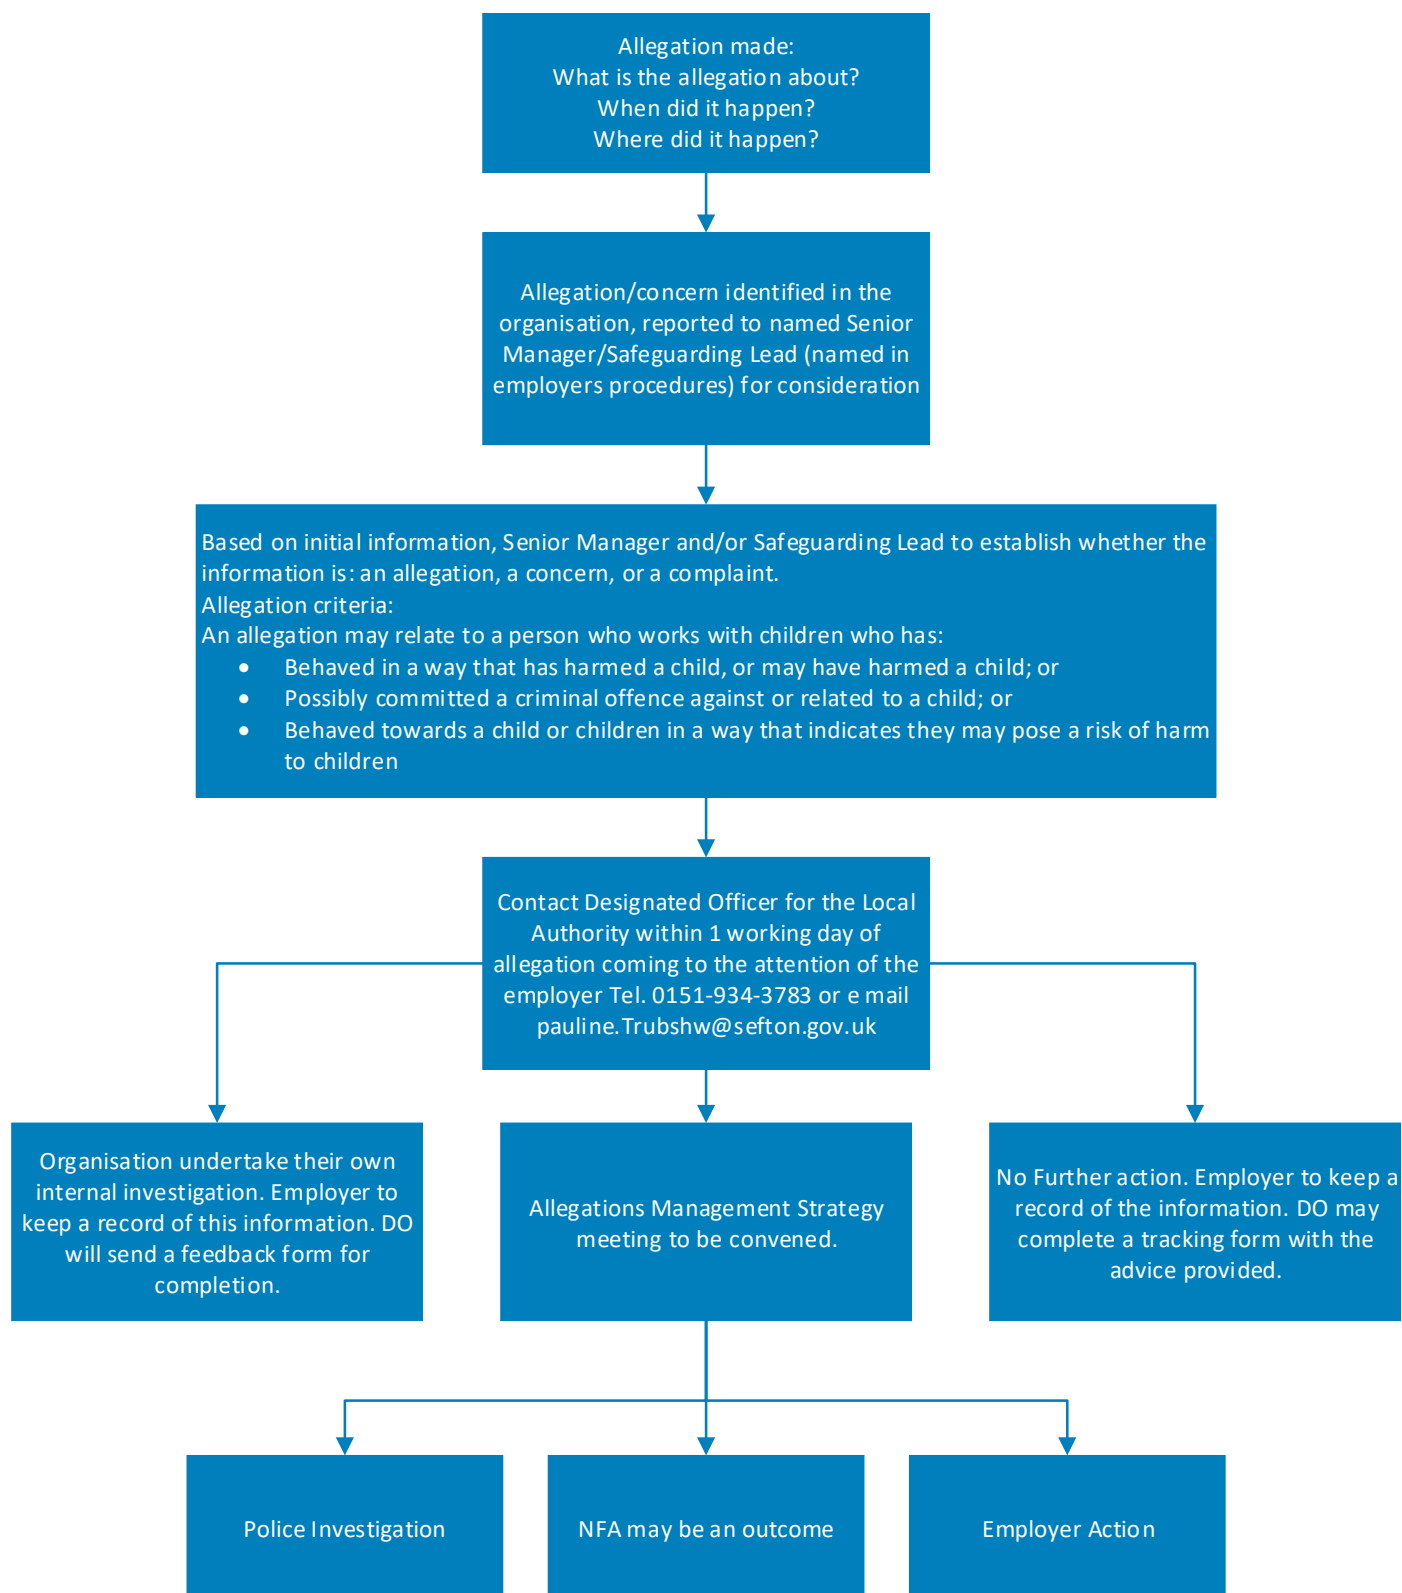 Allegation made:
What is the allegation about?
When did it happen?
Where did it happen?
Allegation/concern identified in the
organisation, reported to named Senior
Manager/Safeguarding Lead (named in
employers procedures) for consideration
Based on initial information, Senior Manager and/or Safeguarding Lead to establish whether the
information is: an allegation, a concern, or a complaint.
Allegation criteria:
An allegation may relate to a person who works with children who has:
• Behaved in a way that has harmed a child, or may have harmed a child; or
• Possibly committed a criminal offence against or related to a child; or
• Behaved towards a child or children in a way that indicates they may pose a risk of harm
to children
Contact Designated Officer for the Local
Authority within 1 working day of
allegation coming to the attention of the
employer Tel. 0151-934-3783 or e mail
pauline.Trubshw@sefton.gov.uk
Organisation undertake their own
internal investigation. Employer to
keep a record of this information. DO
will send a feedback form for
completion.
Allegations Management Strategy
meeting to be convened.
No Further action. Employer to keep a
record of the information. DO may
complete a tracking form with the
advice provided.
Police Investigation
NFA may be an outcome
Employer Action